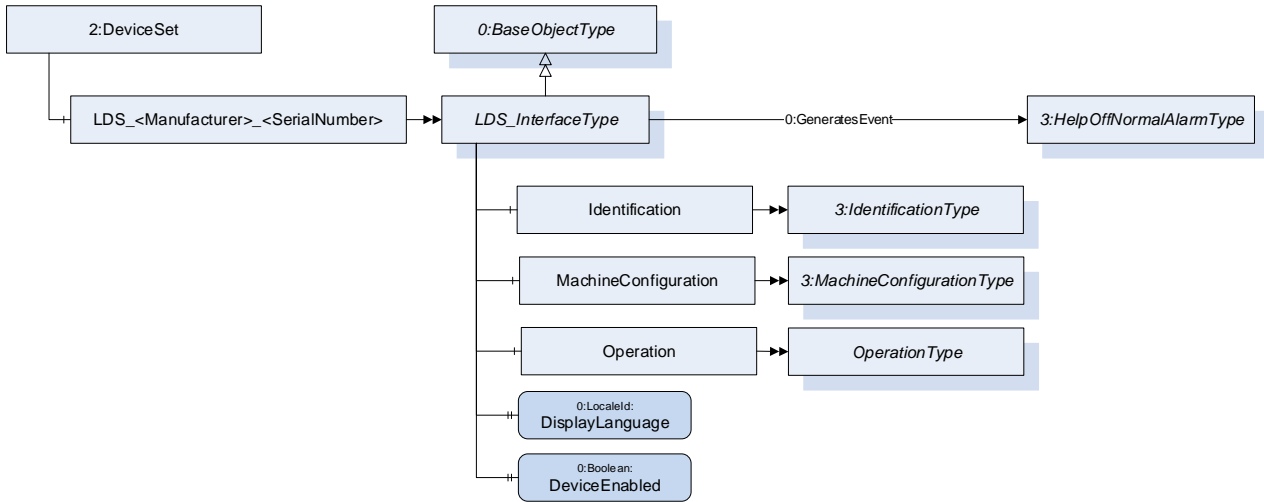 2:DeviceSet
0:BaseObjectType
LDS_<Manufacturer>_<SerialNumber>
LDS_InterfaceType
0:GeneratesEvent
3:HelpOffNormalAlarmType
Identification
3:IdentificationType
MachineConfiguration
3:MachineConfigurationType
Operation
OperationType
0:LocaleId:
DisplayLanguage
0:Boolean:
DeviceEnabled